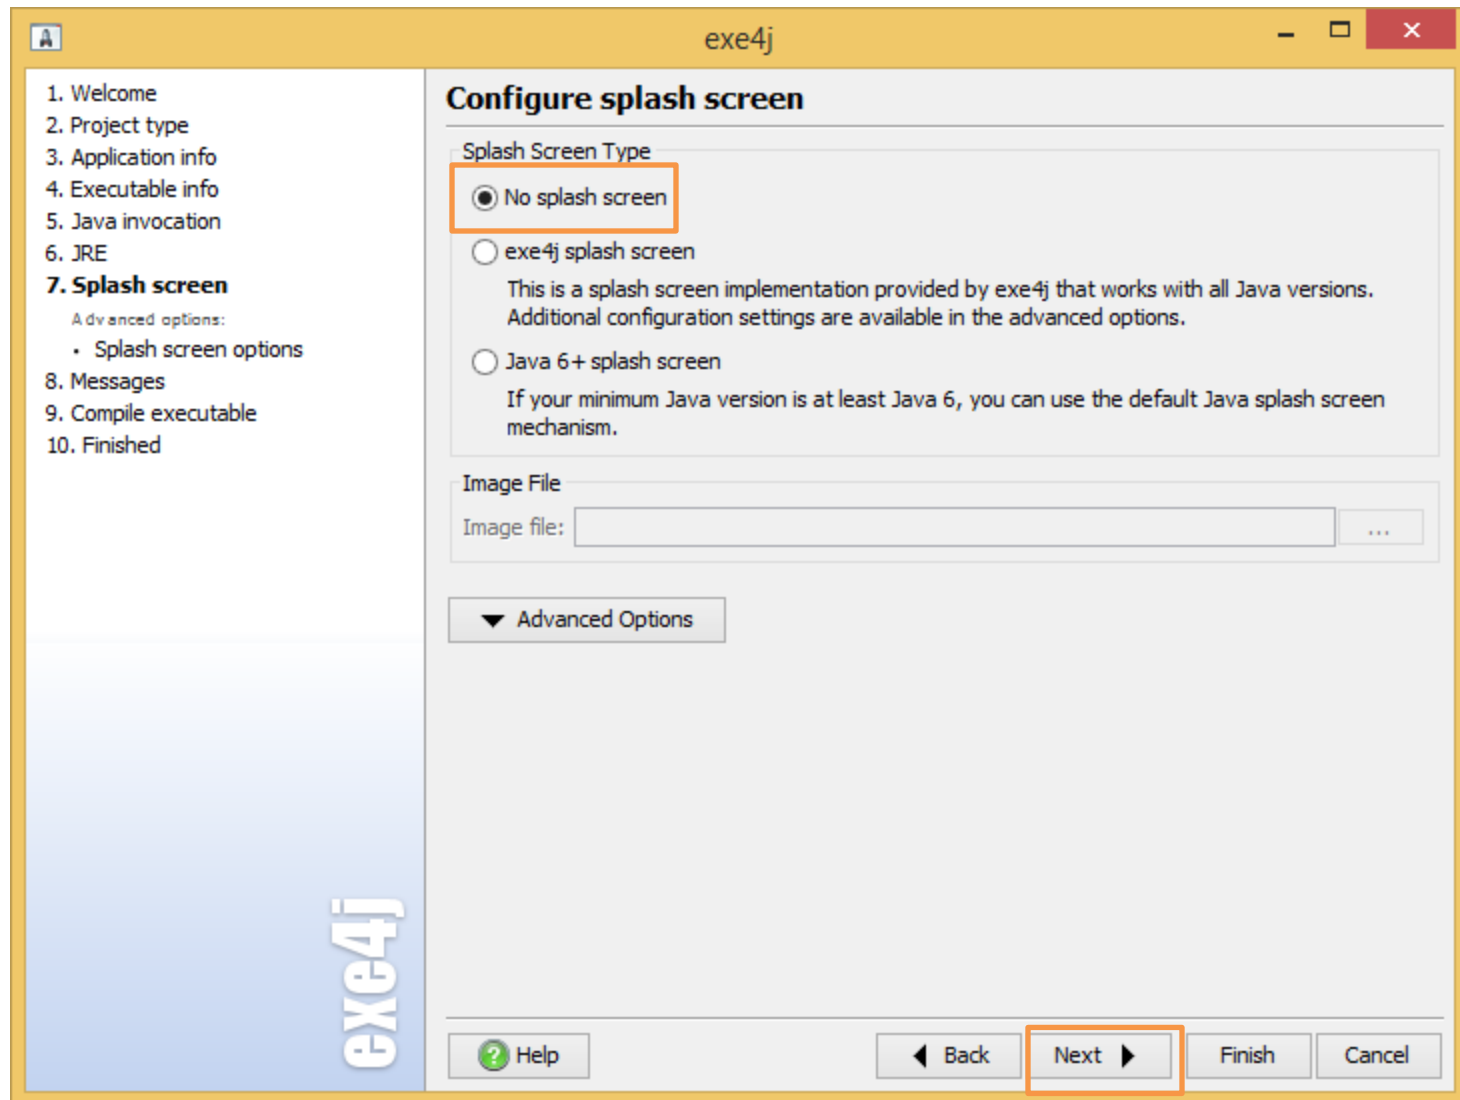 exe4j
1. Welcome
2. Project type
3. Application info
4. Executable info
5. Java invocation
6. JRE
7. Splash screen
Advanced options:
• Splash screen options
8. Messages
9. Compile executable
10. Finished
exe4j
Configure splash screen
Splash Screen Type
No splash screen
exe4j splash screen
This is a splash screen implementation provided by exe4j that works with all Java versions.
Additional configuration settings are available in the advanced options.
Java 6+ splash screen
If your minimum Java version is at least Java 6, you can use the default Java splash screen
mechanism.
Image File
Image file:
...
Advanced Options
Help
Back
Next
Finish
Cancel